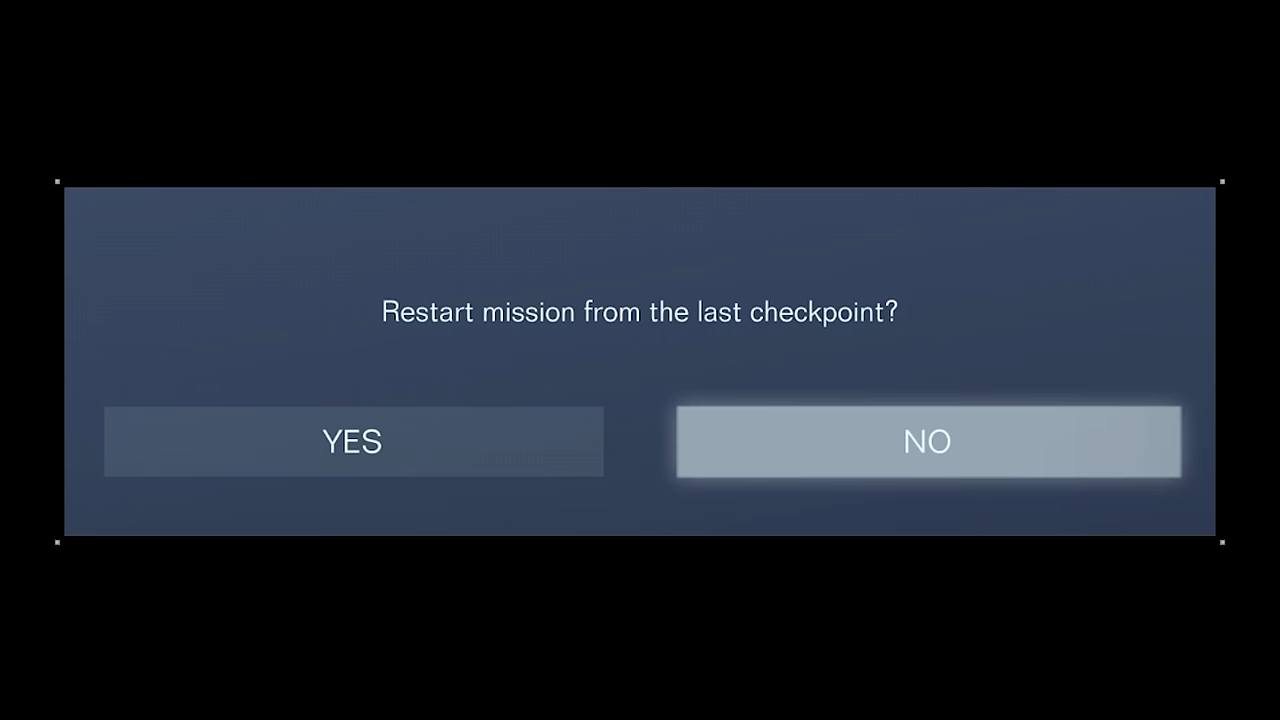 Restart mission from the last checkpoint?
YES
NO